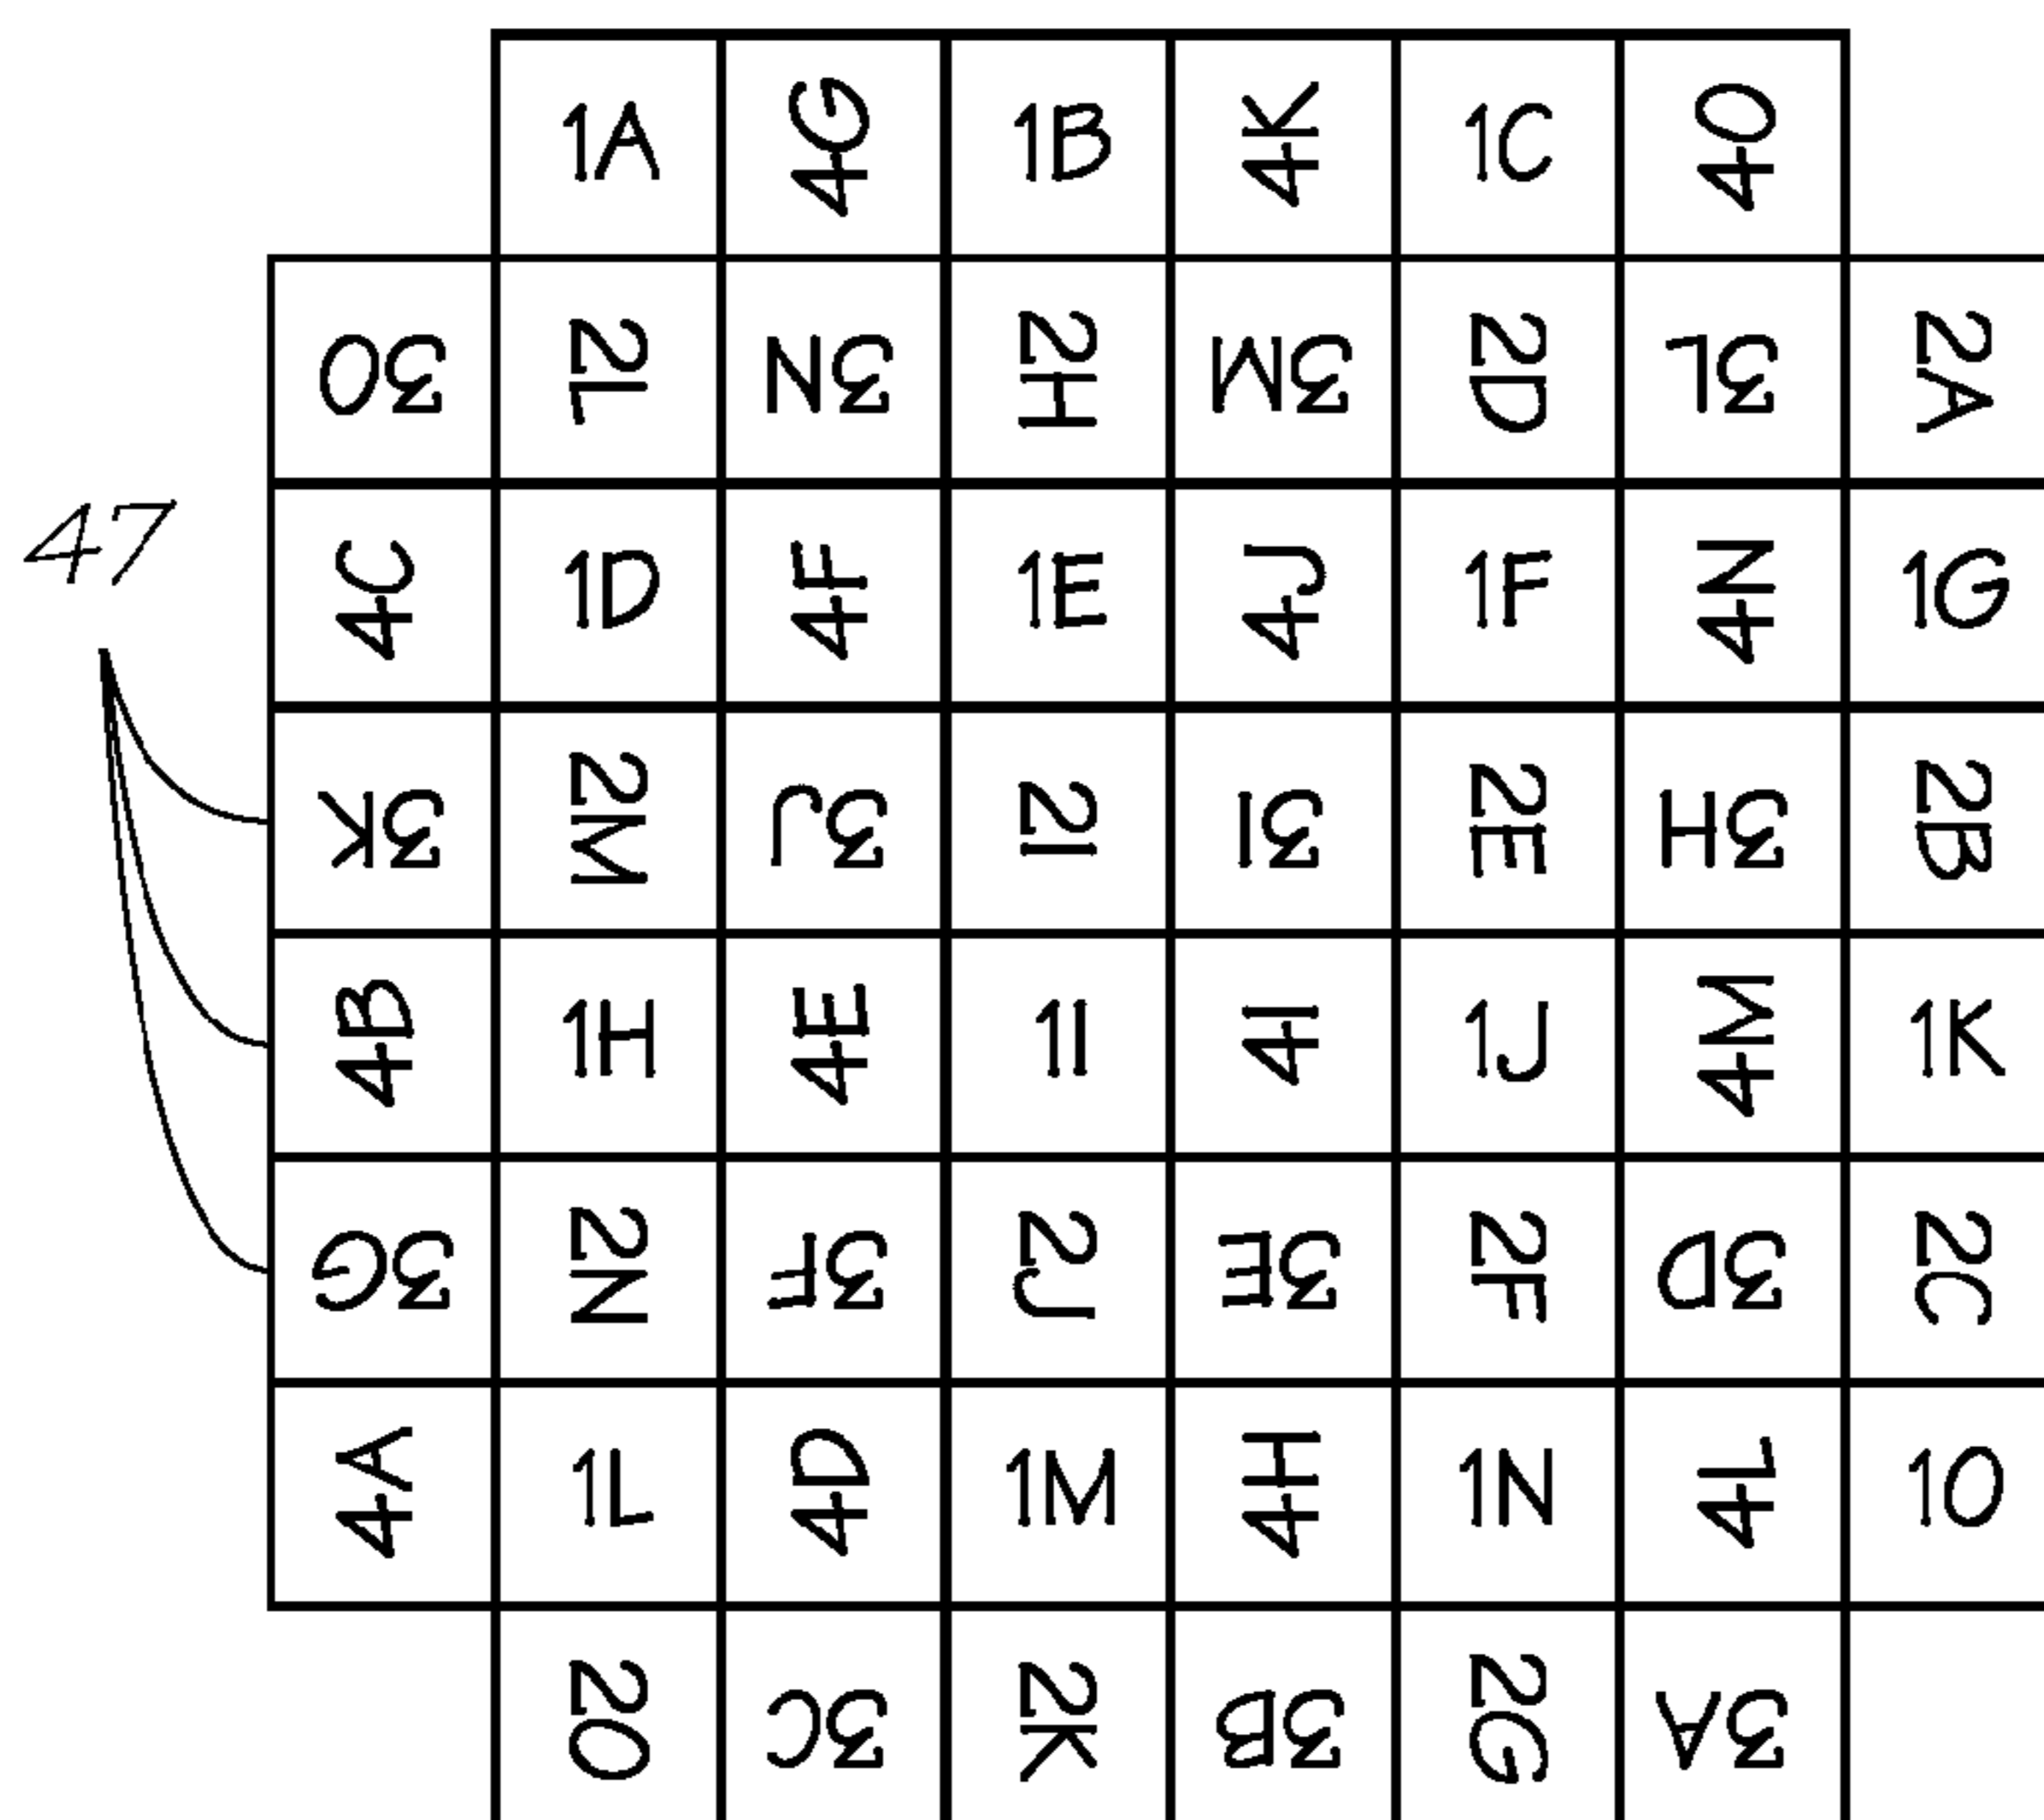 1A 4G 1B 4K 1C 4O
3O 2L 3N 2H 3M 2D 3L 2A
47
4C 1D 4F 1E 4J 1F 4N 1G
3K 2M 3J 2I 3I 2E 3H 2B
4B 1H 4E 1I 4I 1J 4M 1K
3G 2N 3F 2J 3E 2F 3D 2C
4A 1L 4D 1M 4H 1N 4L 1O
2O 3C 2K 3B 2G 3A